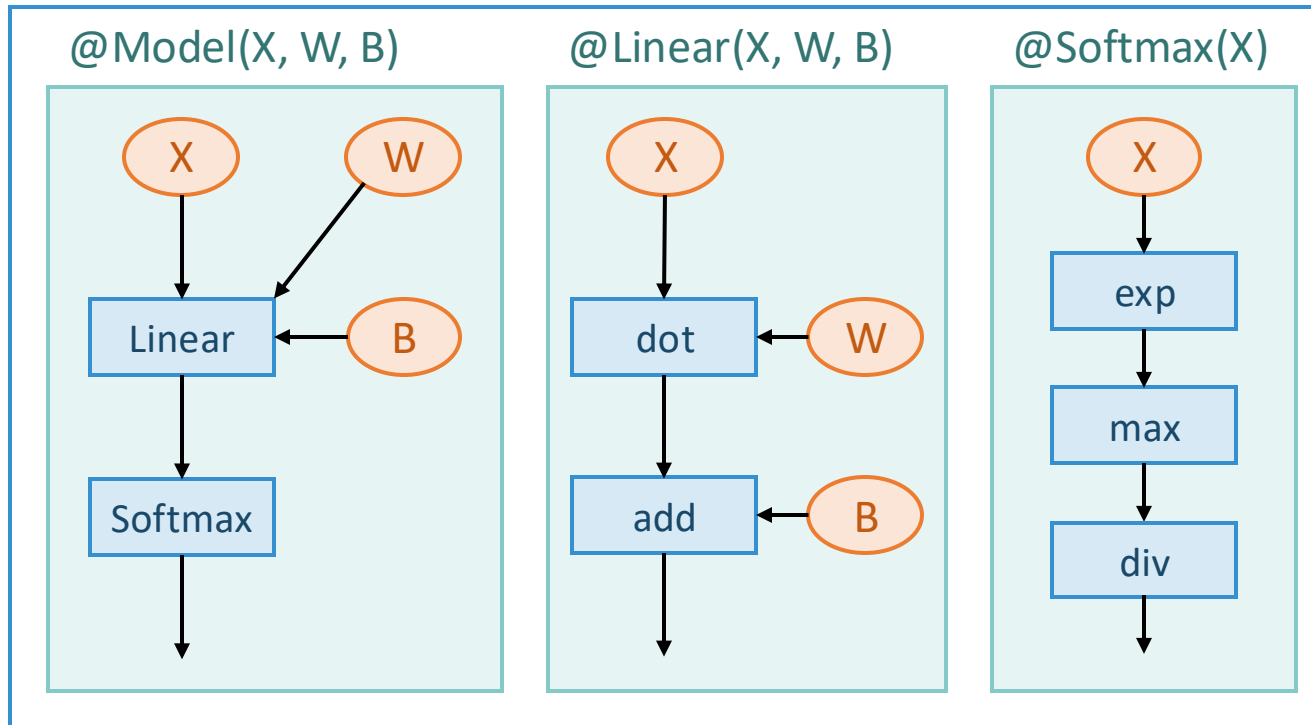 @Model(X, W, B)
X
W
Linear
B
Softmax
@Linear(X, W, B)
X
dot
W
add
B
@Softmax(X)
X
exp
max
div